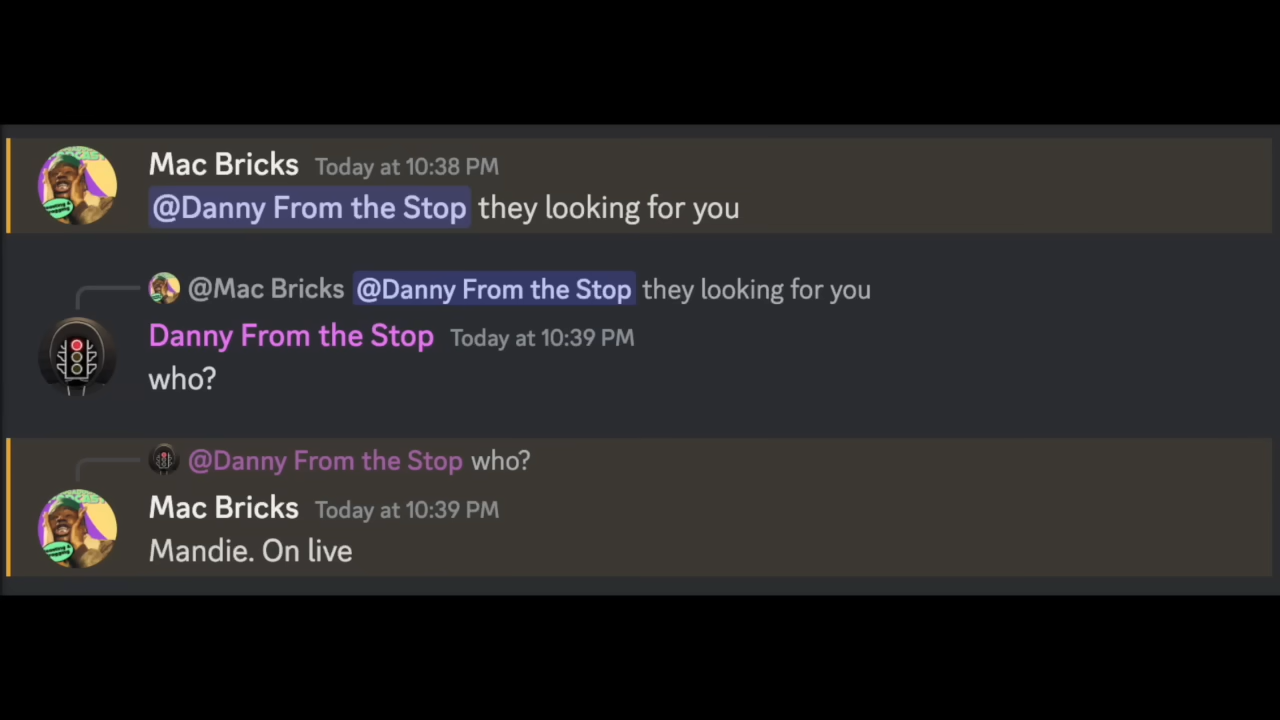 Mac Bricks Today at 10:38 PM
@Danny From the Stop they looking for you
@Mac Bricks @Danny From the Stop they looking for you
Danny From the Stop Today at 10:39 PM
who?
@Danny From the Stop who?
Mac Bricks Today at 10:39 PM
Mandie. On live